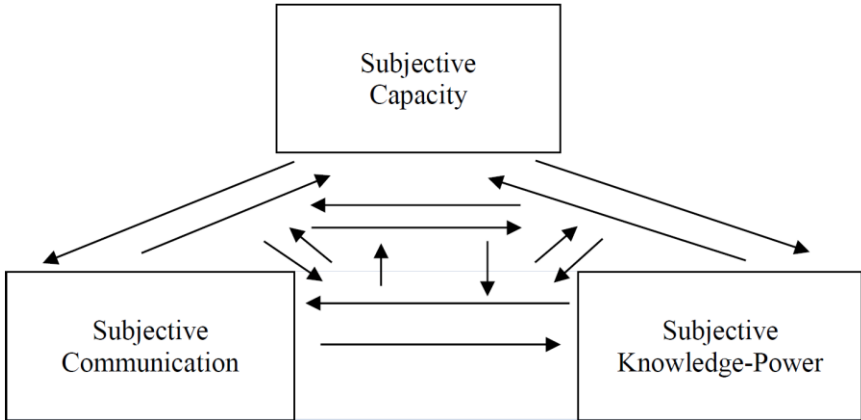 Subjective
Capacity
Subjective
Communication
Subjective
Knowledge-Power